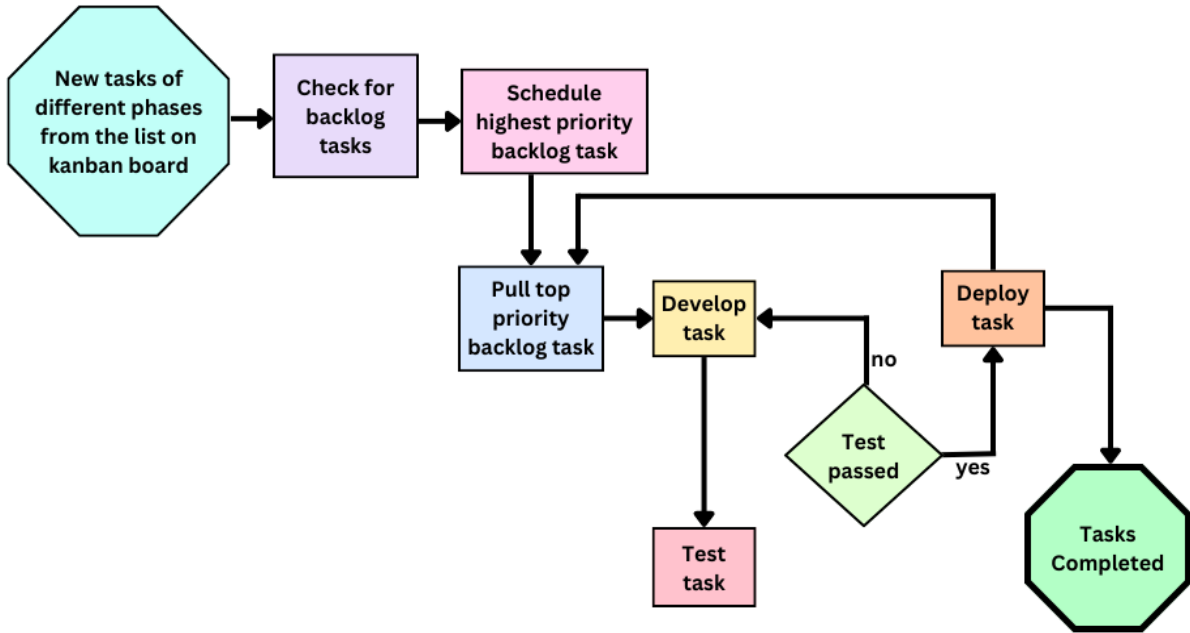 New tasks of
different phases
from the list on
kanban board
Check for
backlog
tasks
Schedule
highest priority
backlog task
Pull top
priority
backlog task
Develop
task
Deploy
task
no
Test
passed
yes
Test
task
Tasks
Completed